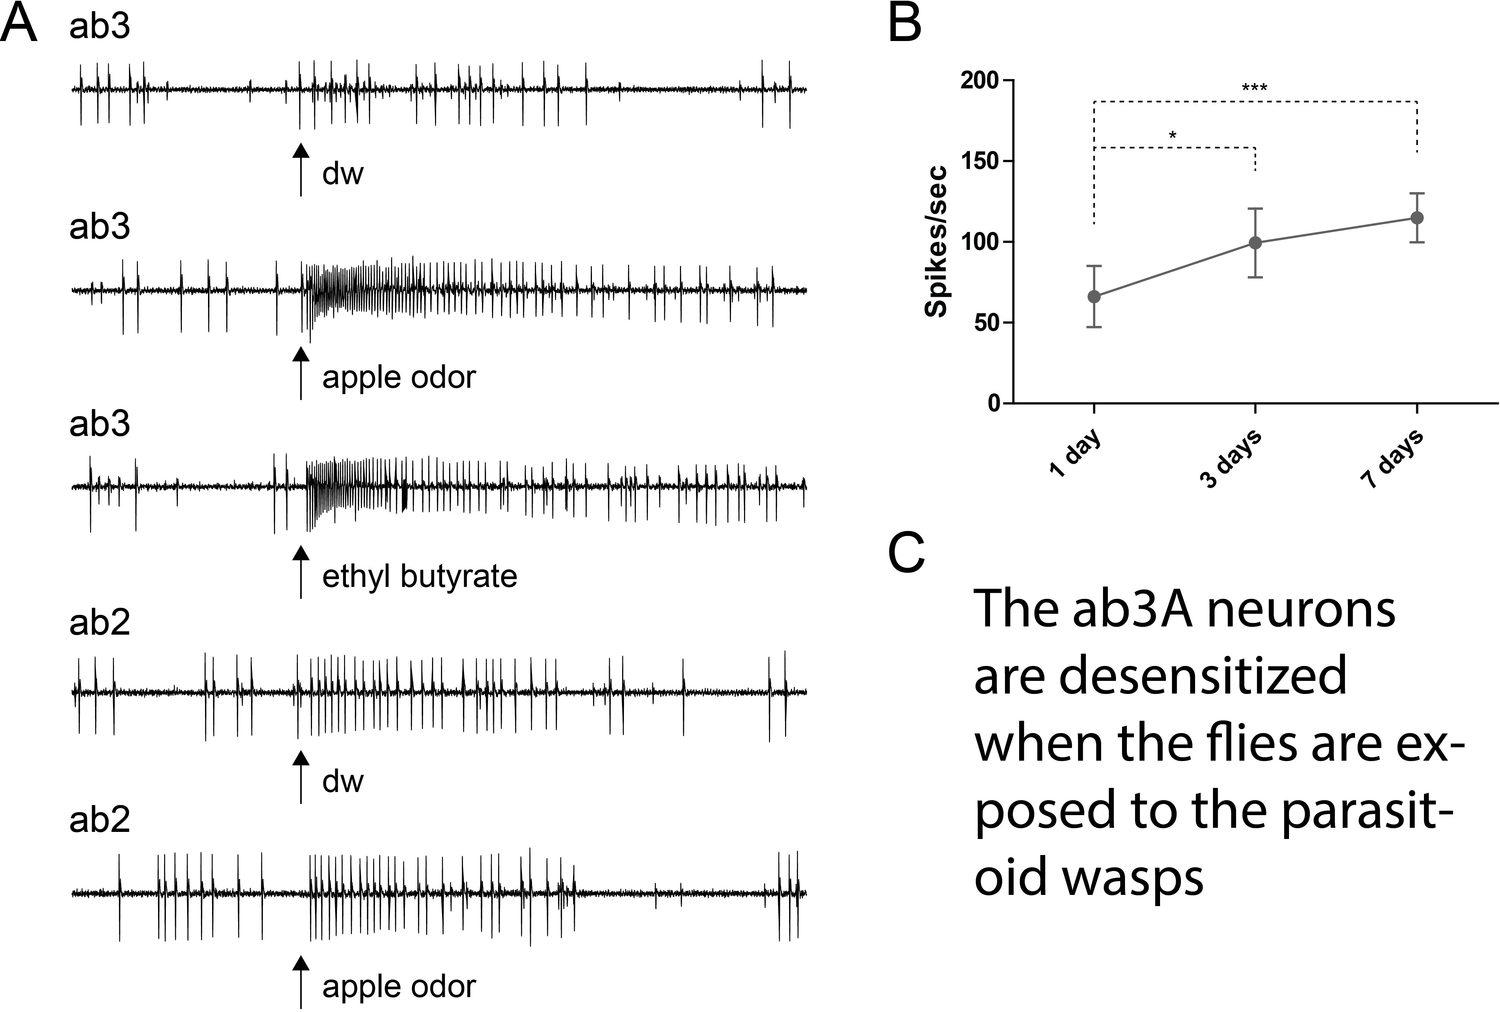 A
ab3
dw
ab3
apple odor
ab3
ethyl butyrate
ab2
dw
ab2
apple odor
B
200
150
100
50
0
Spikes/sec
***
*
1 day
3 days
7 days
C
The ab3A neurons
are desensitized
when the flies are ex-
posed to the parasit-
oid wasps